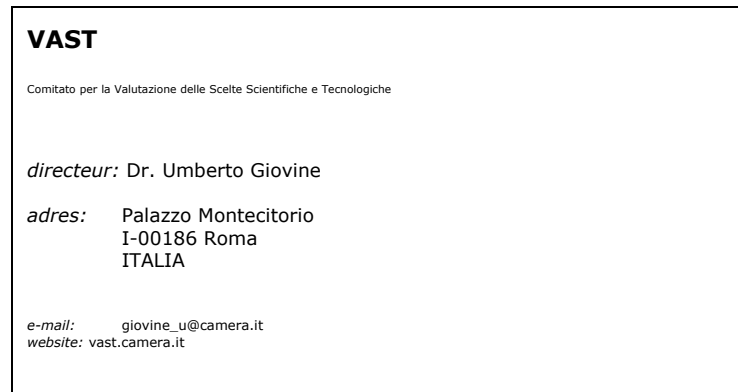 VAST
Comitato per la Valutazione delle Scelte Scientifiche e Tecnologiche
directeur: Dr. Umberto Giovine
adres: Palazzo Montecitorio
I-00186 Roma
ITALIA
e-mail: giovine_u@camera.it
website: vast.camera.it